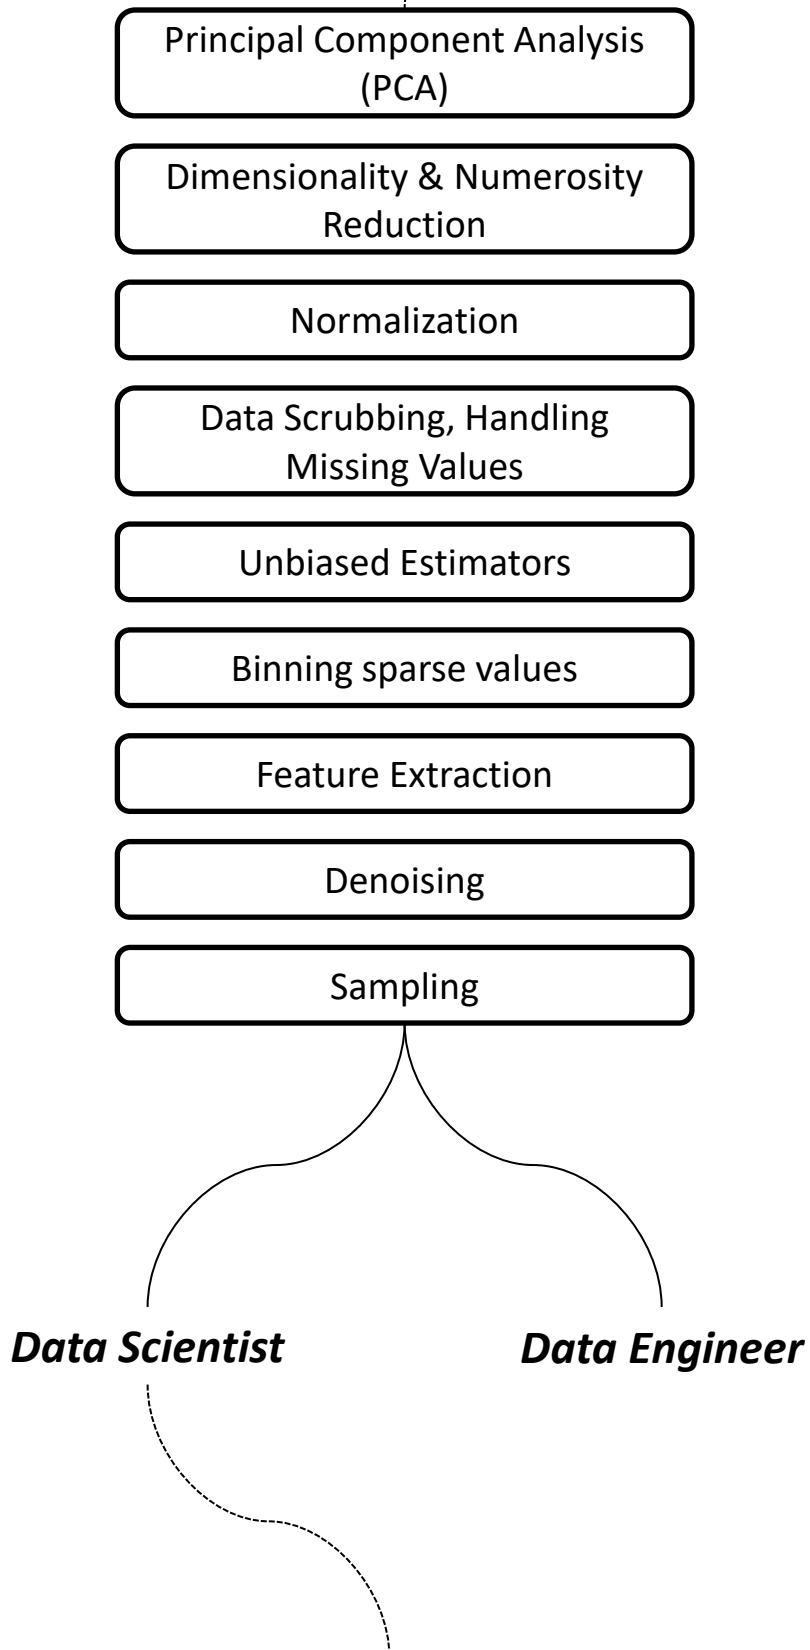 Principal Component Analysis
(PCA)
Dimensionality & Numerosity
Reduction
Normalization
Data Scrubbing, Handling
Missing Values
Unbiased Estimators
Binning sparse values
Feature Extraction
Denoising
Sampling
Data Scientist
Data Engineer